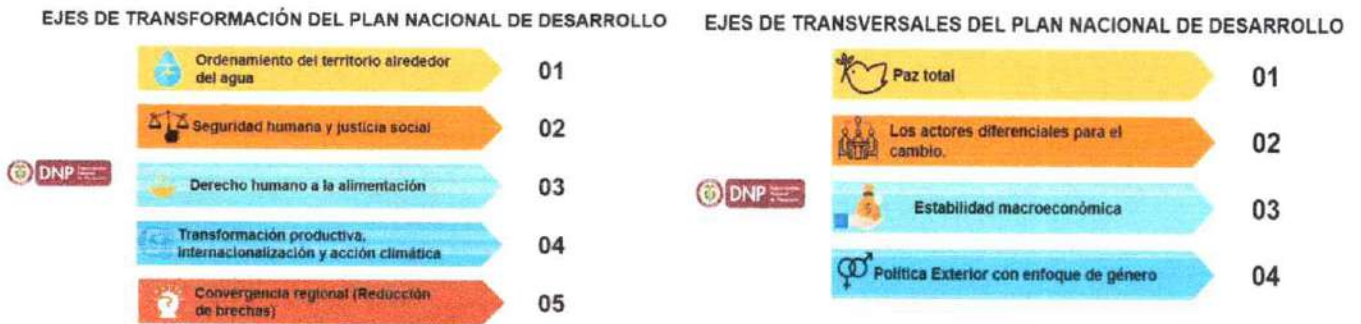 EJES DE TRANSFORMACIÓN DEL PLAN NACIONAL DE DESARROLLO
Ordenamiento del territorio alrededor
del agua
01
Seguridad humana y justicia social
02
DNP
Derecho humano a la alimentación
03
Transformación productiva,
internacionalización y acción climática
04
Convergencia regional (Reducción
de brechas)
05
EJES DE TRANSVERSALES DEL PLAN NACIONAL DE DESARROLLO
Paz total
01
Los actores diferenciales para el
cambio.
02
DNP
Estabilidad macroeconómica
03
Política Exterior con enfoque de género
04